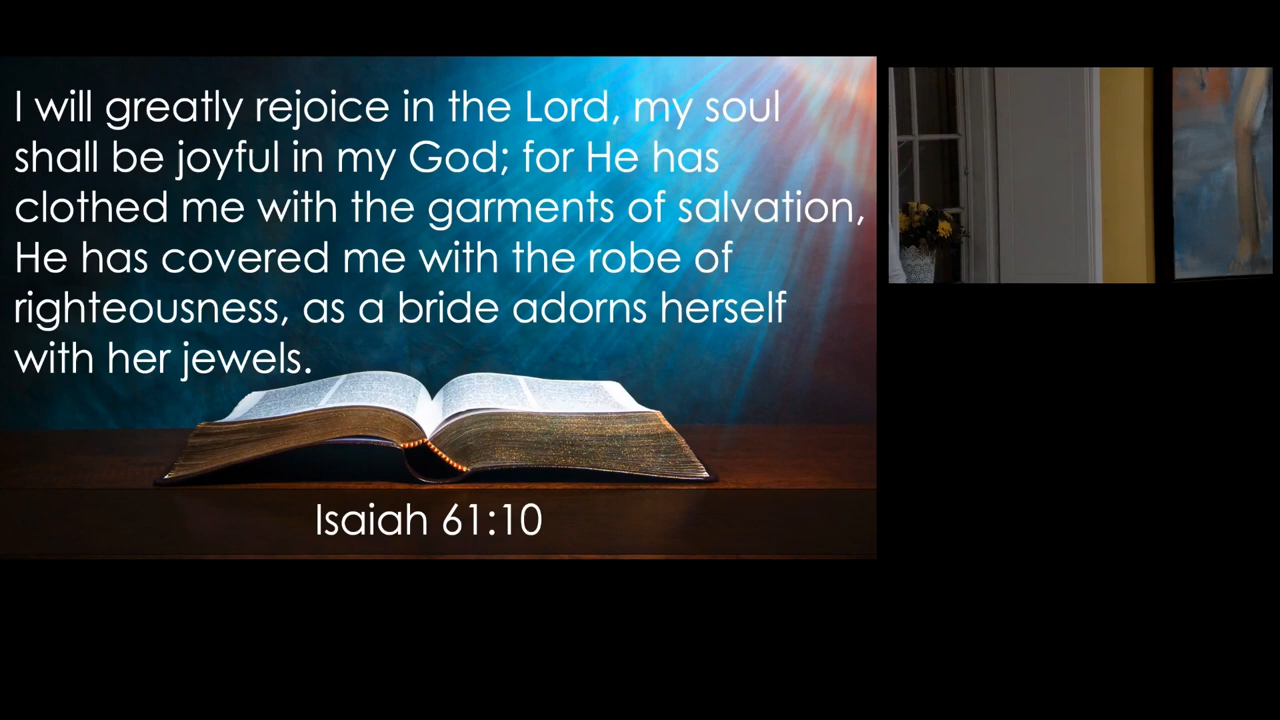 I will greatly rejoice in the Lord, my soul
shall be joyful in my God; for He has
clothed me with the garments of salvation,
He has covered me with the robe of
righteousness, as a bride adorns herself
with her jewels.
Isaiah 61:10